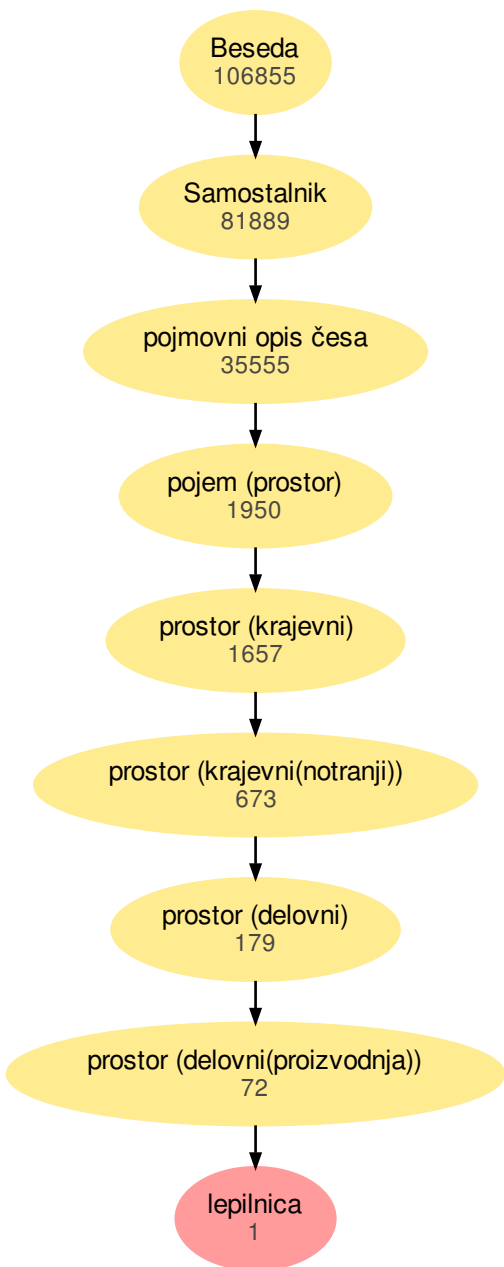 Beseda
106855
Samostalnik
81889
pojmovni opis česa
35555
pojem (prostor)
1950
prostor (krajevni)
1657
prostor (krajevni(notranji))
673
prostor (delovni)
179
prostor (delovni(proizvodnja))
72
lepilnica
1